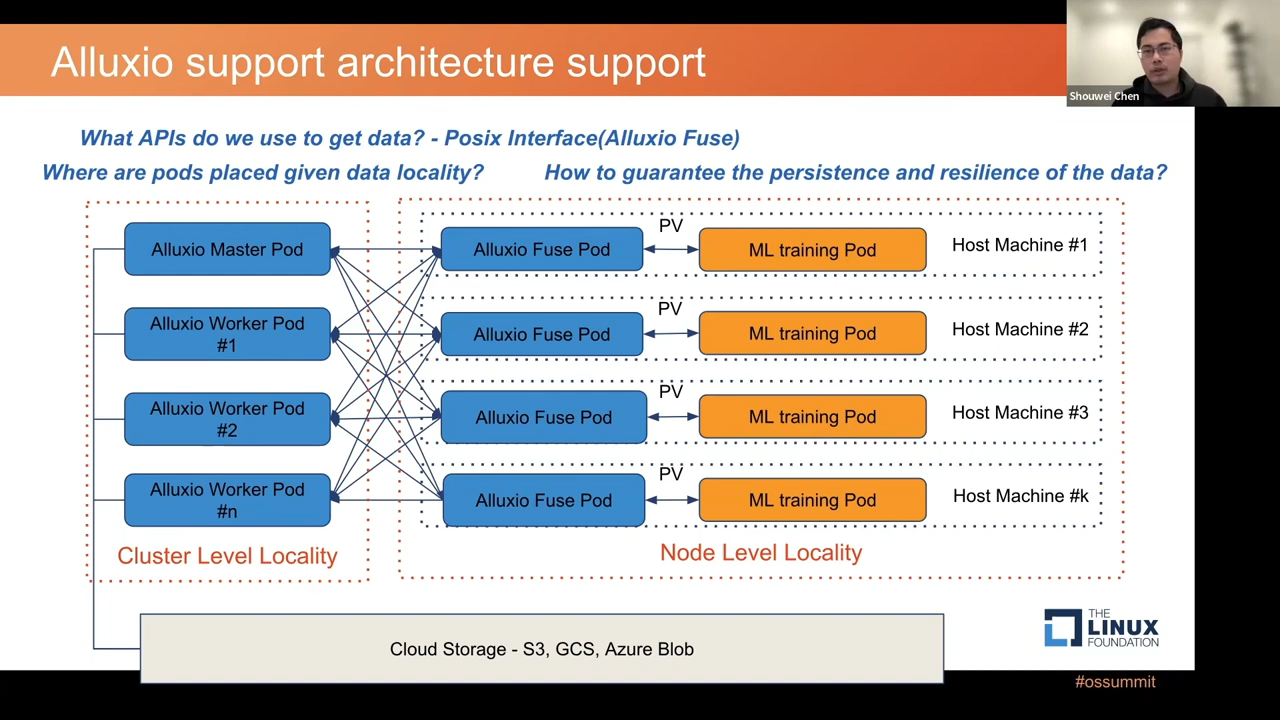 Alluxio support architecture support
Shouwei Chen
What APIs do we use to get data? - Posix Interface(Alluxio Fuse)
Where are pods placed given data locality?
How to guarantee the persistence and resilience of the data?
Alluxio Master Pod
Alluxio Fuse Pod
PV
ML training Pod
Host Machine #1
Alluxio Worker Pod
#1
Alluxio Fuse Pod
PV
ML training Pod
Host Machine #2
Alluxio Worker Pod
#2
Alluxio Fuse Pod
PV
ML training Pod
Host Machine #3
Alluxio Worker Pod
#n
Alluxio Fuse Pod
PV
ML training Pod
Host Machine #k
Cluster Level Locality
Node Level Locality
Cloud Storage - S3, GCS, Azure Blob
THE
LINUX
FOUNDATION
#ossummit